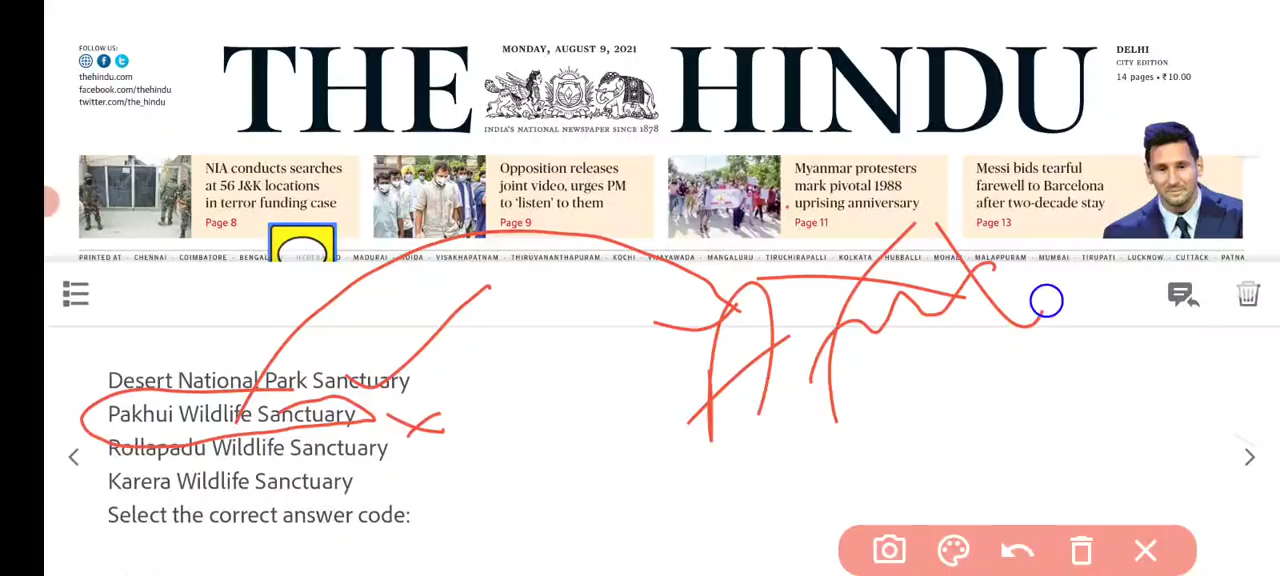 FOLLOW US:
thehindu.com
facebook.com/thehindu
twitter.com/the_hindu
THE HINDU
MONDAY, AUGUST 9, 2021
INDIA'S NATIONAL NEWSPAPER SINCE 1878
DELHI
CITY EDITION
14 pages • ₹10.00
NIA conducts searches
at 56 J&K locations
in terror funding case
Page 8
Opposition releases
joint video, urges PM
to 'listen' to them
Page 9
Myanmar protesters
mark pivotal 1988
uprising anniversary
Page 11
Messi bids tearful
farewell to Barcelona
after two-decade stay
Page 13
PRINTED AT · CHENNAI · COIMBATORE · MADURAI · NOIDA · VISAKHAPATNAM · THIRUVANANTHAPURAM · KOCHI · VIJAYAWADA · MANGALURU · TIRUCHIRAPALLI · KOLKATA · HUBBALLI · MOHALI · MALAPPURAM · MUMBAI · TIRUPATI · LUCKNOW · CUTTACK · PATNA
Desert National Park Sanctuary
Pakhui Wildlife Sanctuary
Rollapadu Wildlife Sanctuary
Karera Wildlife Sanctuary
Select the correct answer code: